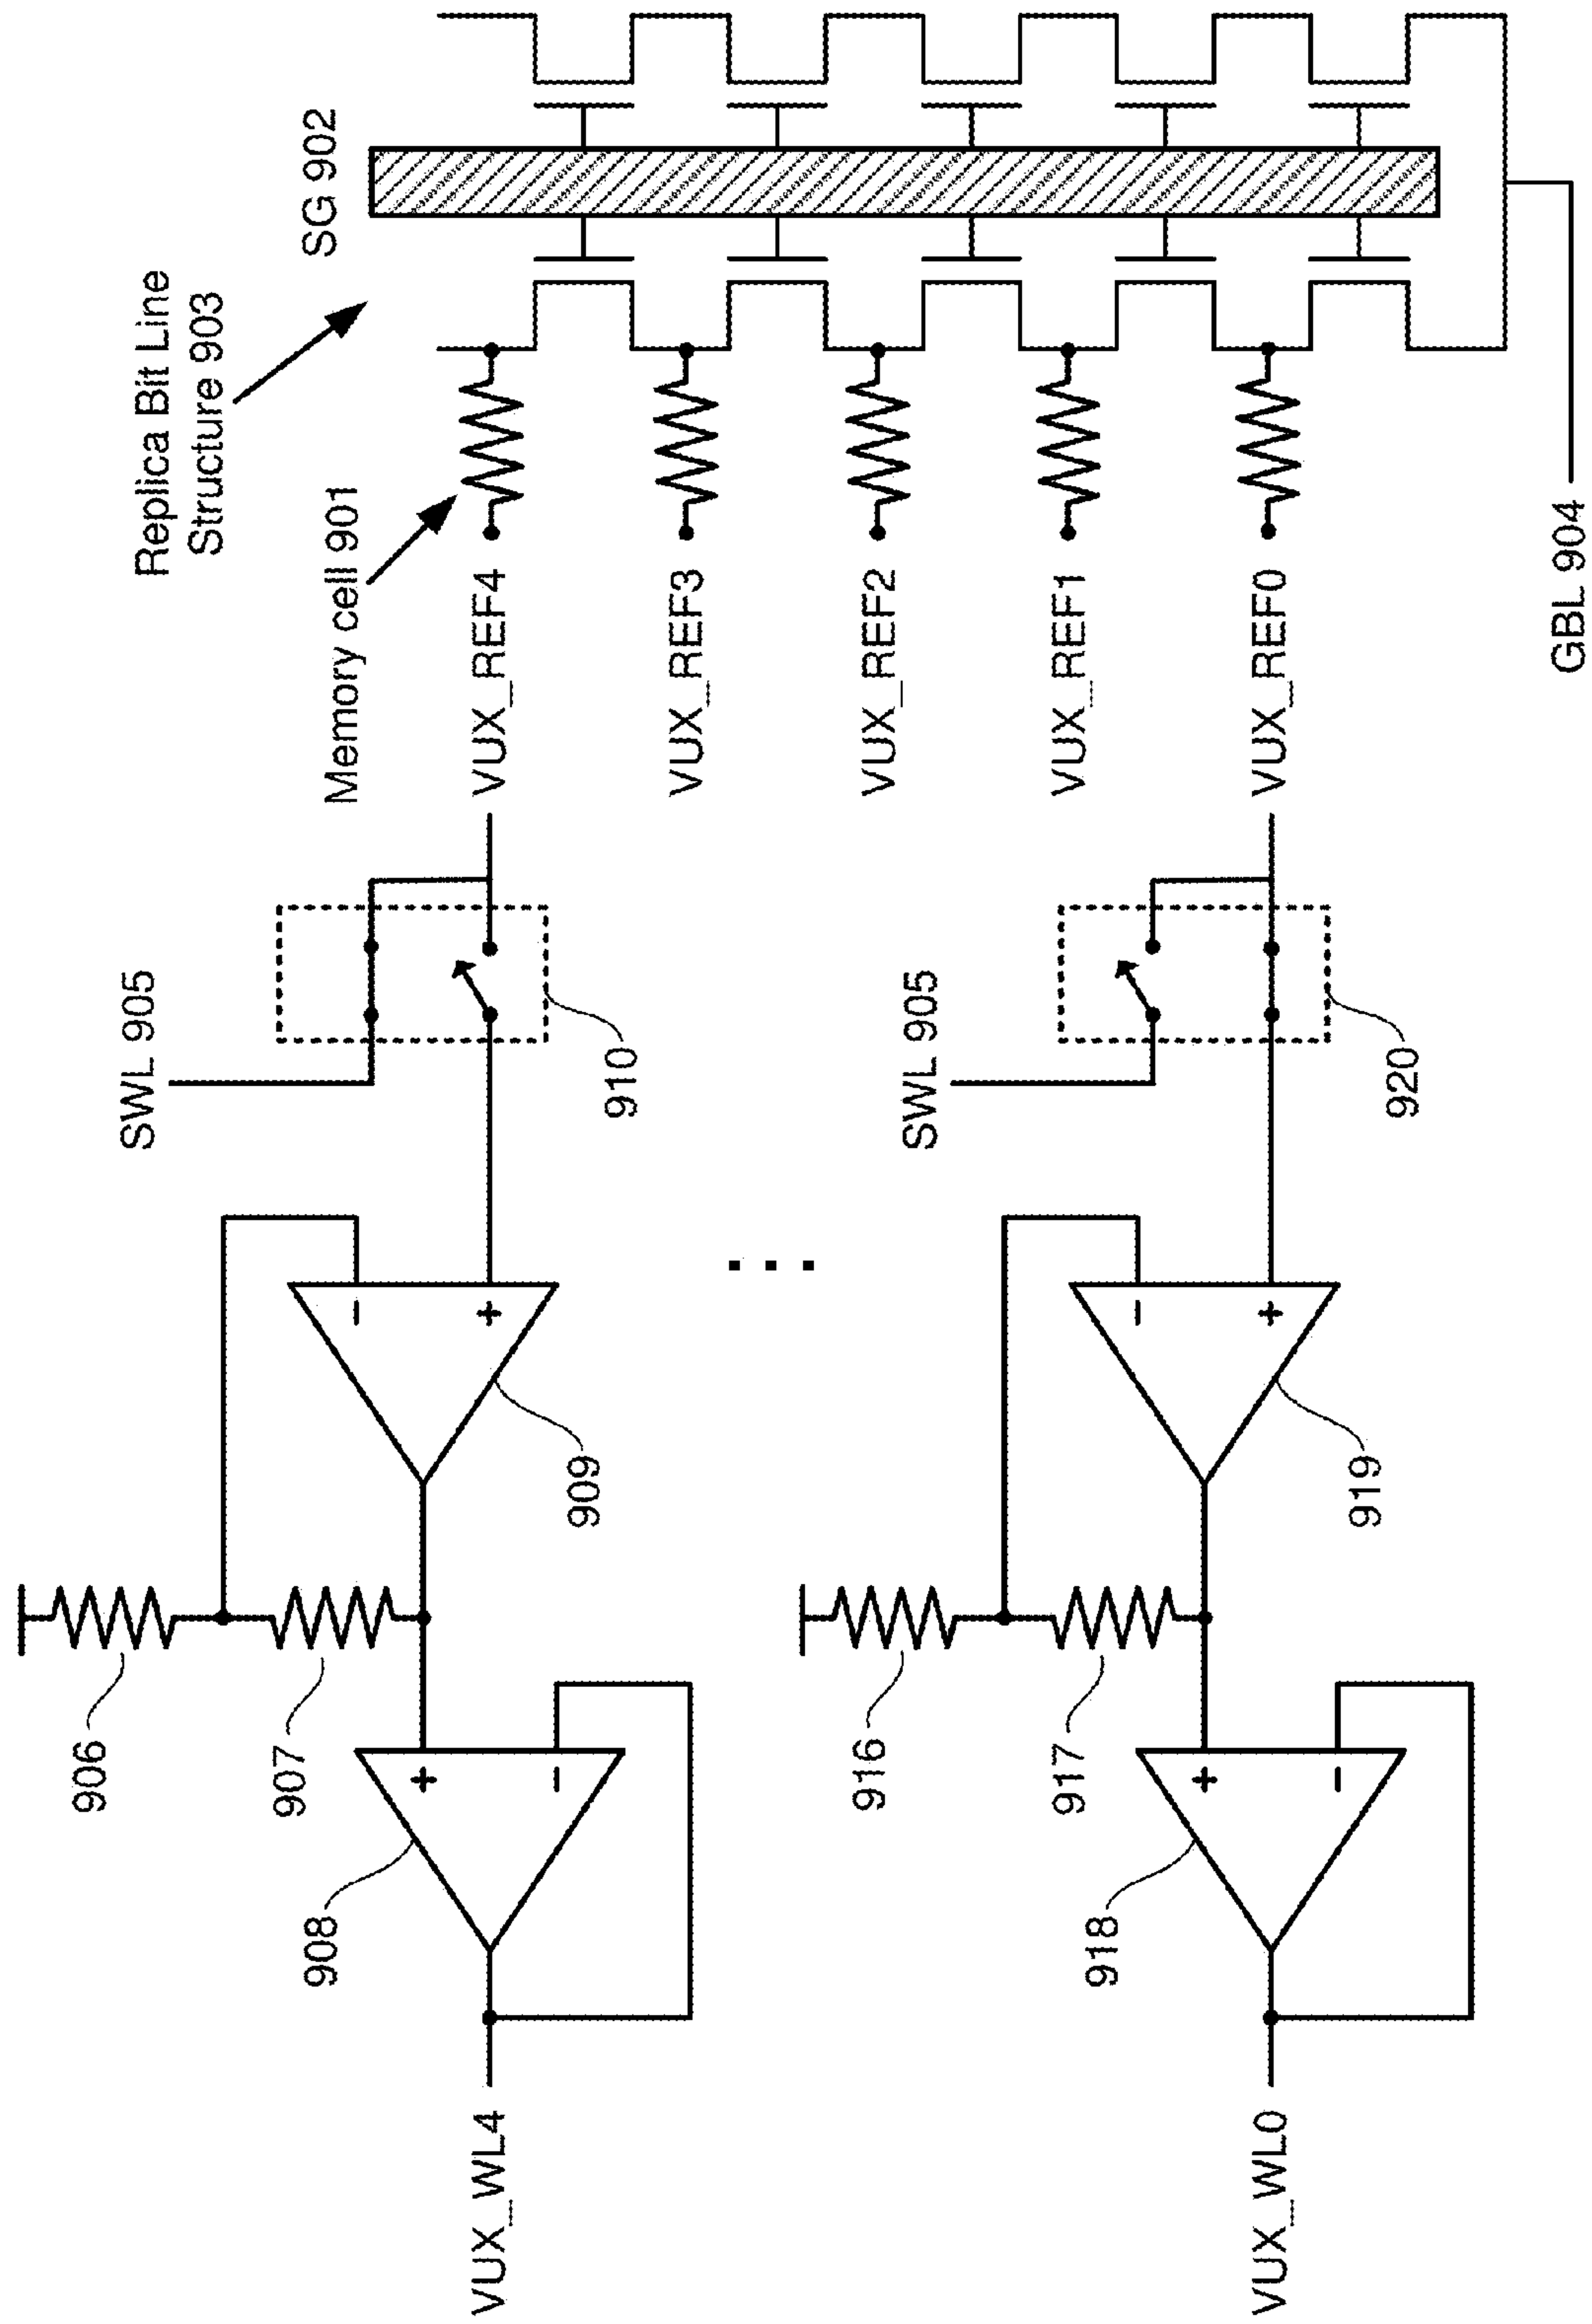 Replica Bit Line
Structure 903
SG 902
Memory cell 901
SWL 905
906
907
908
909
910
VUX_WL4
VUX_REF4
VUX_REF3
VUX_REF2
VUX_REF1
VUX_REF0
. . .
SWL 905
916
917
918
919
920
VUX_WL0
GBL 904
+
−
−
+
+
−
−
+